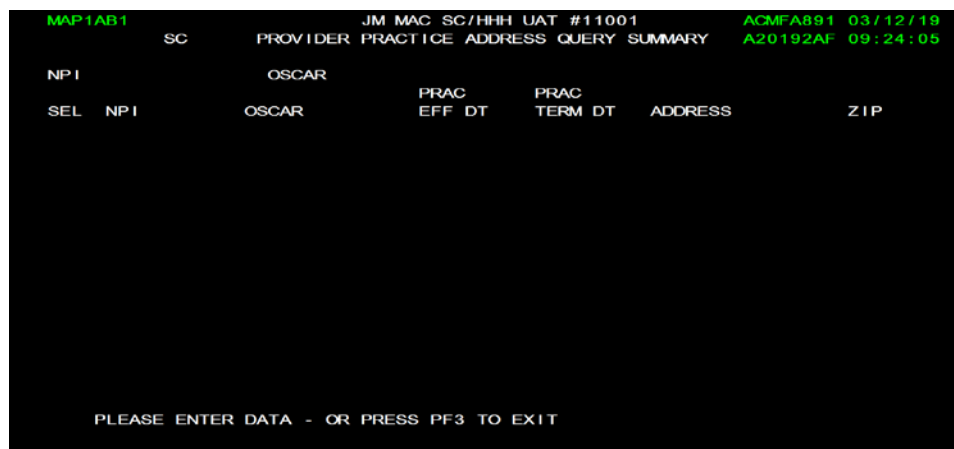 MAP1AB1 JM MAC SC/HHH UAT #11001 ACMFA891 03/12/19
SC PROVIDER PRACTICE ADDRESS QUERY SUMMARY A20192AF 09:24:05
NPI OSCAR
PRAC PRAC
SEL NPI OSCAR EFF DT TERM DT ADDRESS ZIP
PLEASE ENTER DATA - OR PRESS PF3 TO EXIT